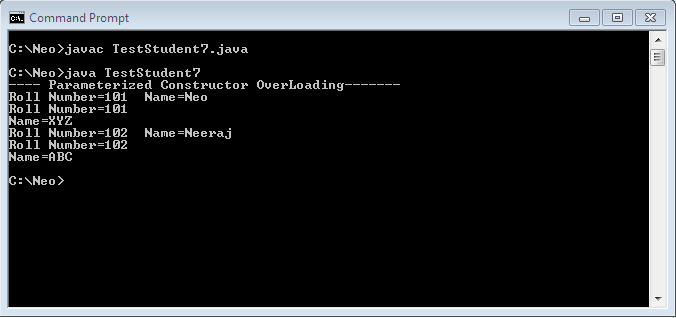 Command Prompt
C:\Neo>javac TestStudent7.java
C:\Neo>java TestStudent7
---- Parameterized Constructor OverLoading-------
Roll Number=101  Name=Neo
Roll Number=101
Name=XYZ
Roll Number=102  Name=Neeraj
Roll Number=102
Name=ABC
C:\Neo>